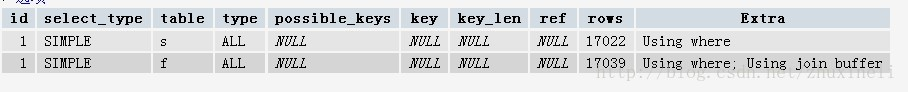 id select_type table type possible_keys key key_len ref rows Extra
1 SIMPLE s ALL NULL NULL NULL NULL 17022 Using where
1 SIMPLE f ALL NULL NULL NULL NULL 17039 Using where; Using join buffer